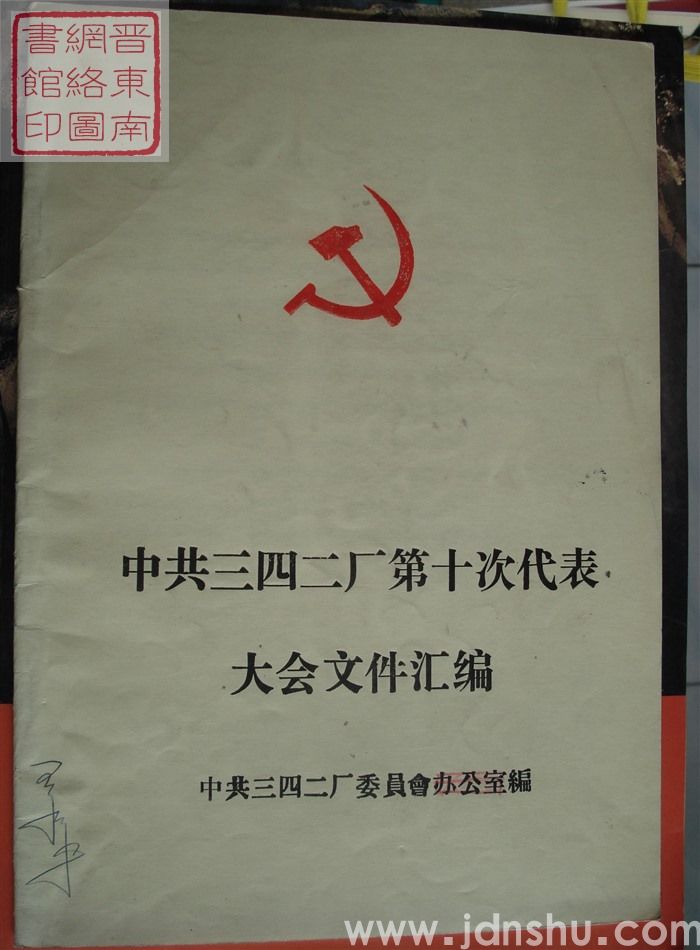 晋東南
網絡圖
書館印
中共三四二厂第十次代表
大会文件汇编
中共三四二厂委員會办公室編
www.jdnshu.com